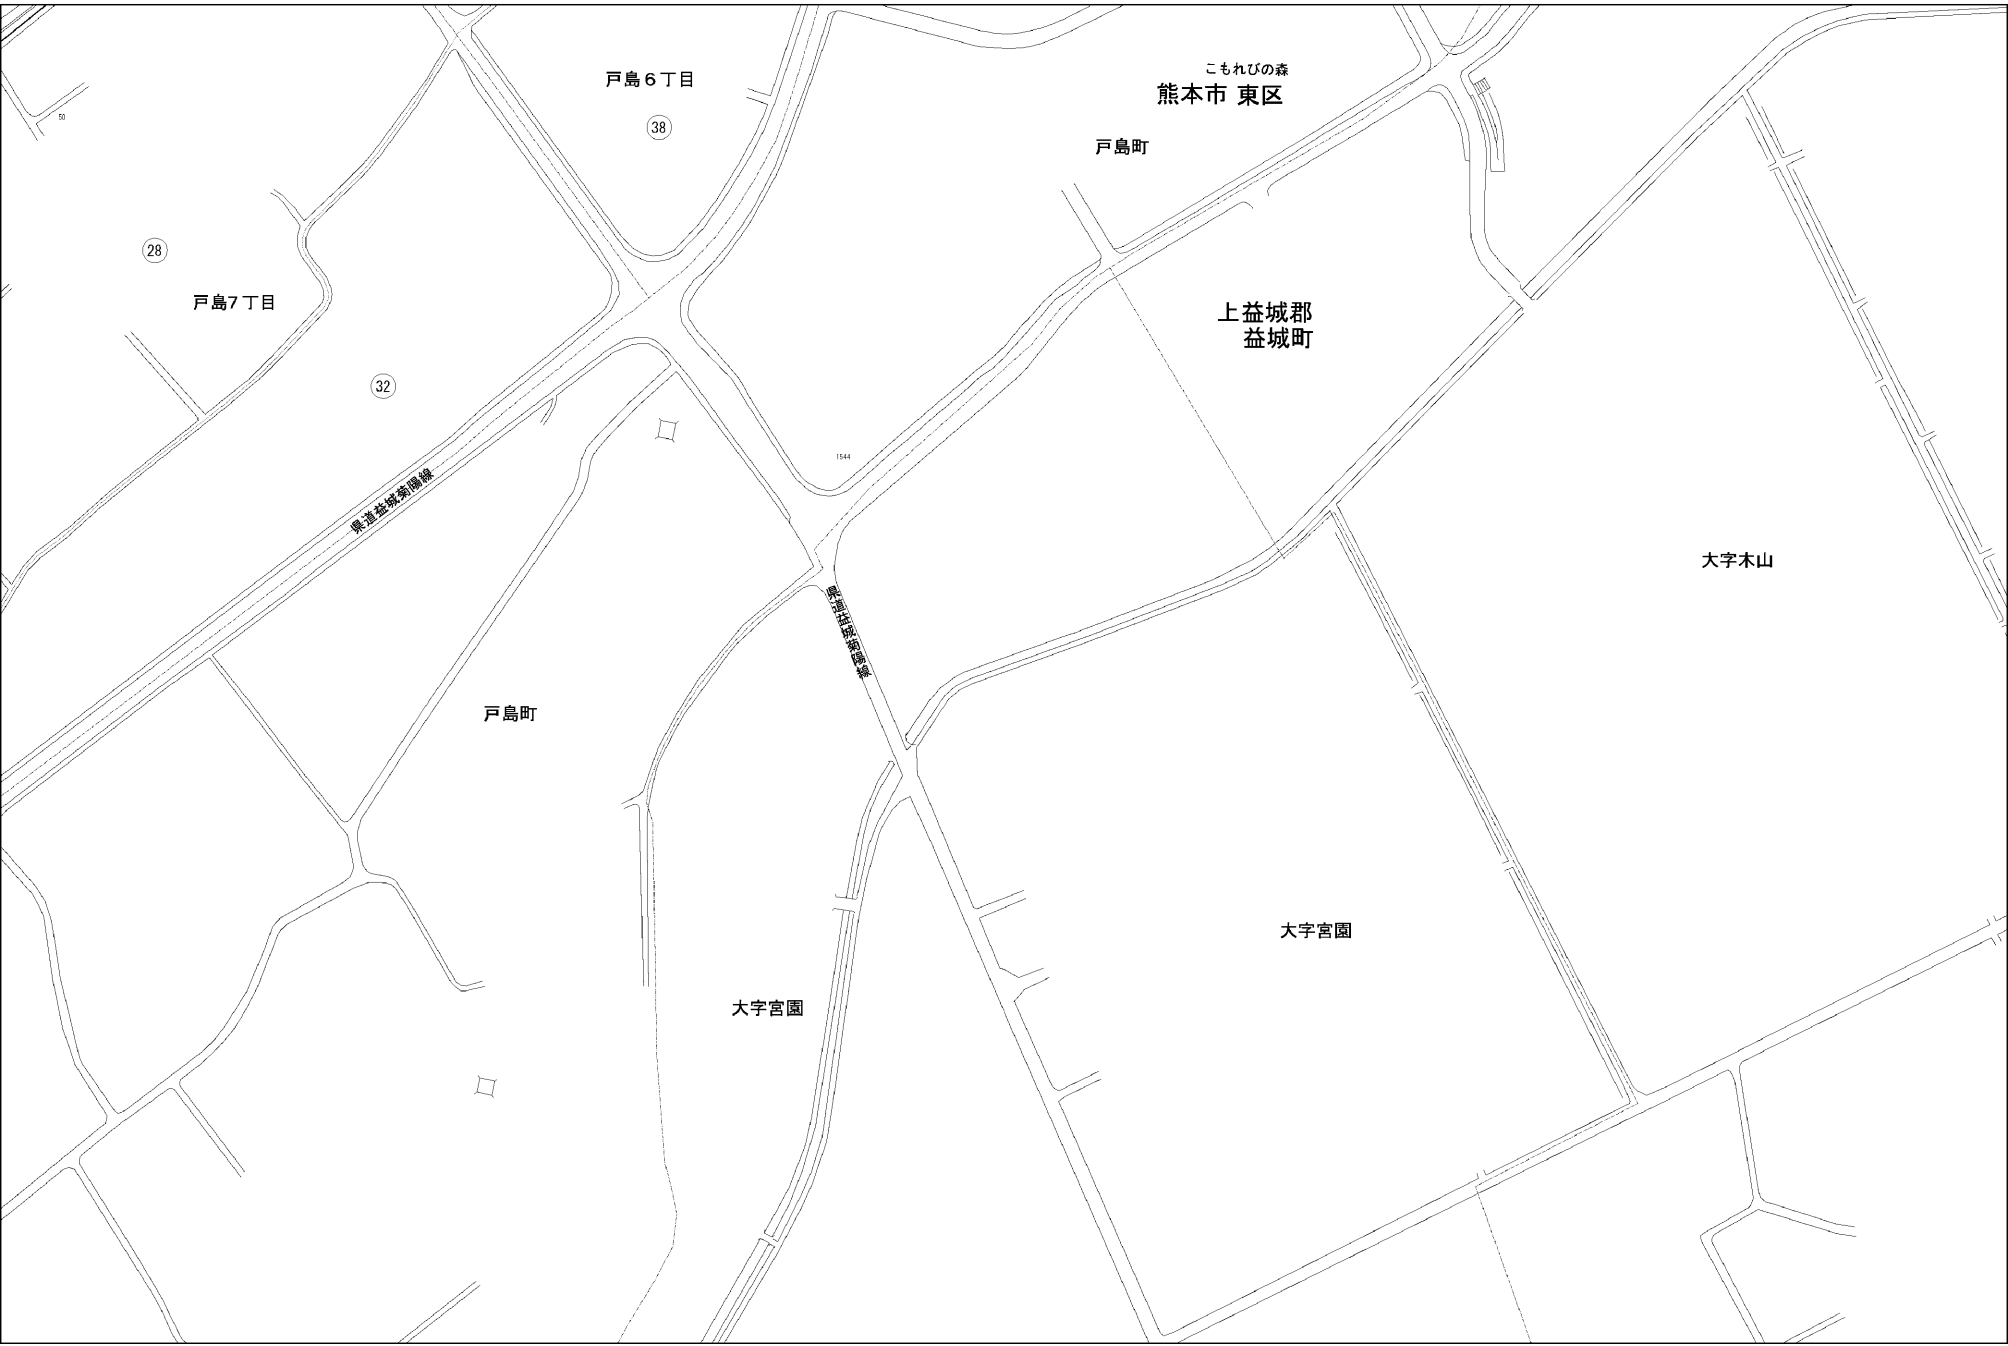 こもれびの森
戸島６丁目
熊本市 東区
50
38
戸島町
28
戸島７丁目
上益城郡
益城町
32
1544
県道益城菊陽線
大字木山
県道益城菊陽線
戸島町
大字宮園
大字宮園